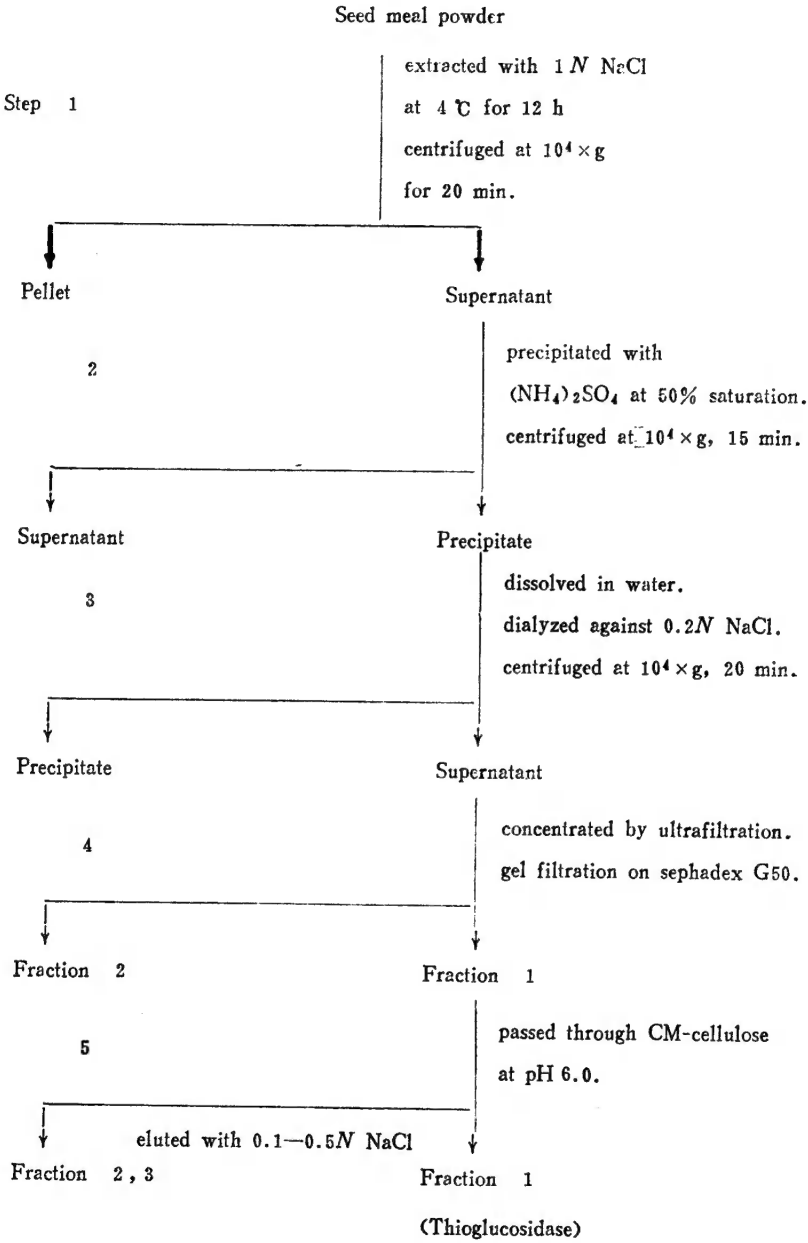 Seed meal powder
extracted with 1 N NaCl
Step 1
at 4 ℃ for 12 h
centrifuged at 10⁴ × g
for 20 min.
Pellet
Supernatant
2
precipitated with
(NH₄)₂SO₄ at 50% saturation.
centrifuged at 10⁴ × g, 15 min.
Supernatant
Precipitate
3
dissolved in water.
dialyzed against 0.2N NaCl.
centrifuged at 10⁴ × g, 20 min.
Precipitate
Supernatant
4
concentrated by ultrafiltration.
gel filtration on sephadex G50.
Fraction 2
Fraction 1
5
passed through CM-cellulose
at pH 6.0.
eluted with 0.1—0.5N NaCl
Fraction 2, 3
Fraction 1
(Thioglucosidase)